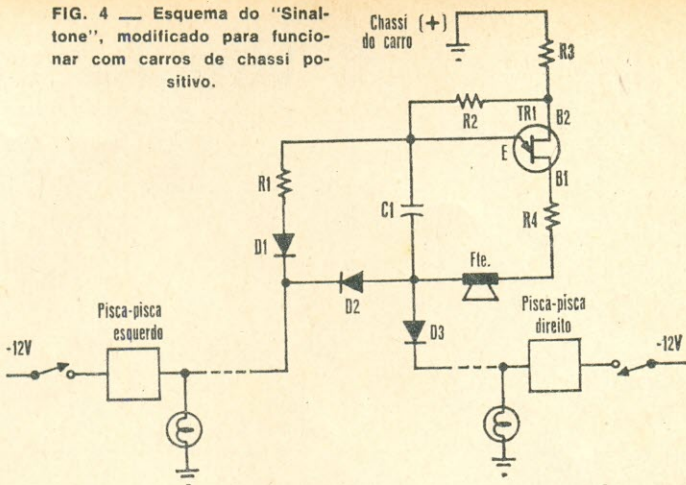 FIG. 4 — Esquema do "Sinal-
tone", modificado para funcio-
nar com carros de chassi po-
sitivo.
Chassi (+)
do carro
R3
R2
TR1
B2
E
B1
R1
C1
R4
D1
Fte.
D2
D3
Pisca-pisca
esquerdo
Pisca-pisca
direito
-12V
-12V